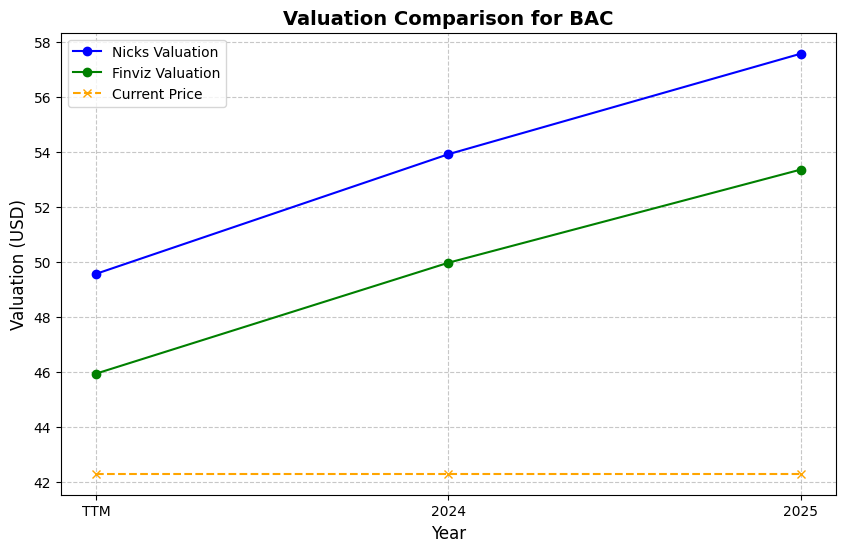 Valuation Comparison for BAC
Nicks Valuation
Finviz Valuation
Current Price
Valuation (USD)
58
56
54
52
50
48
46
44
42
TTM
2024
2025
Year